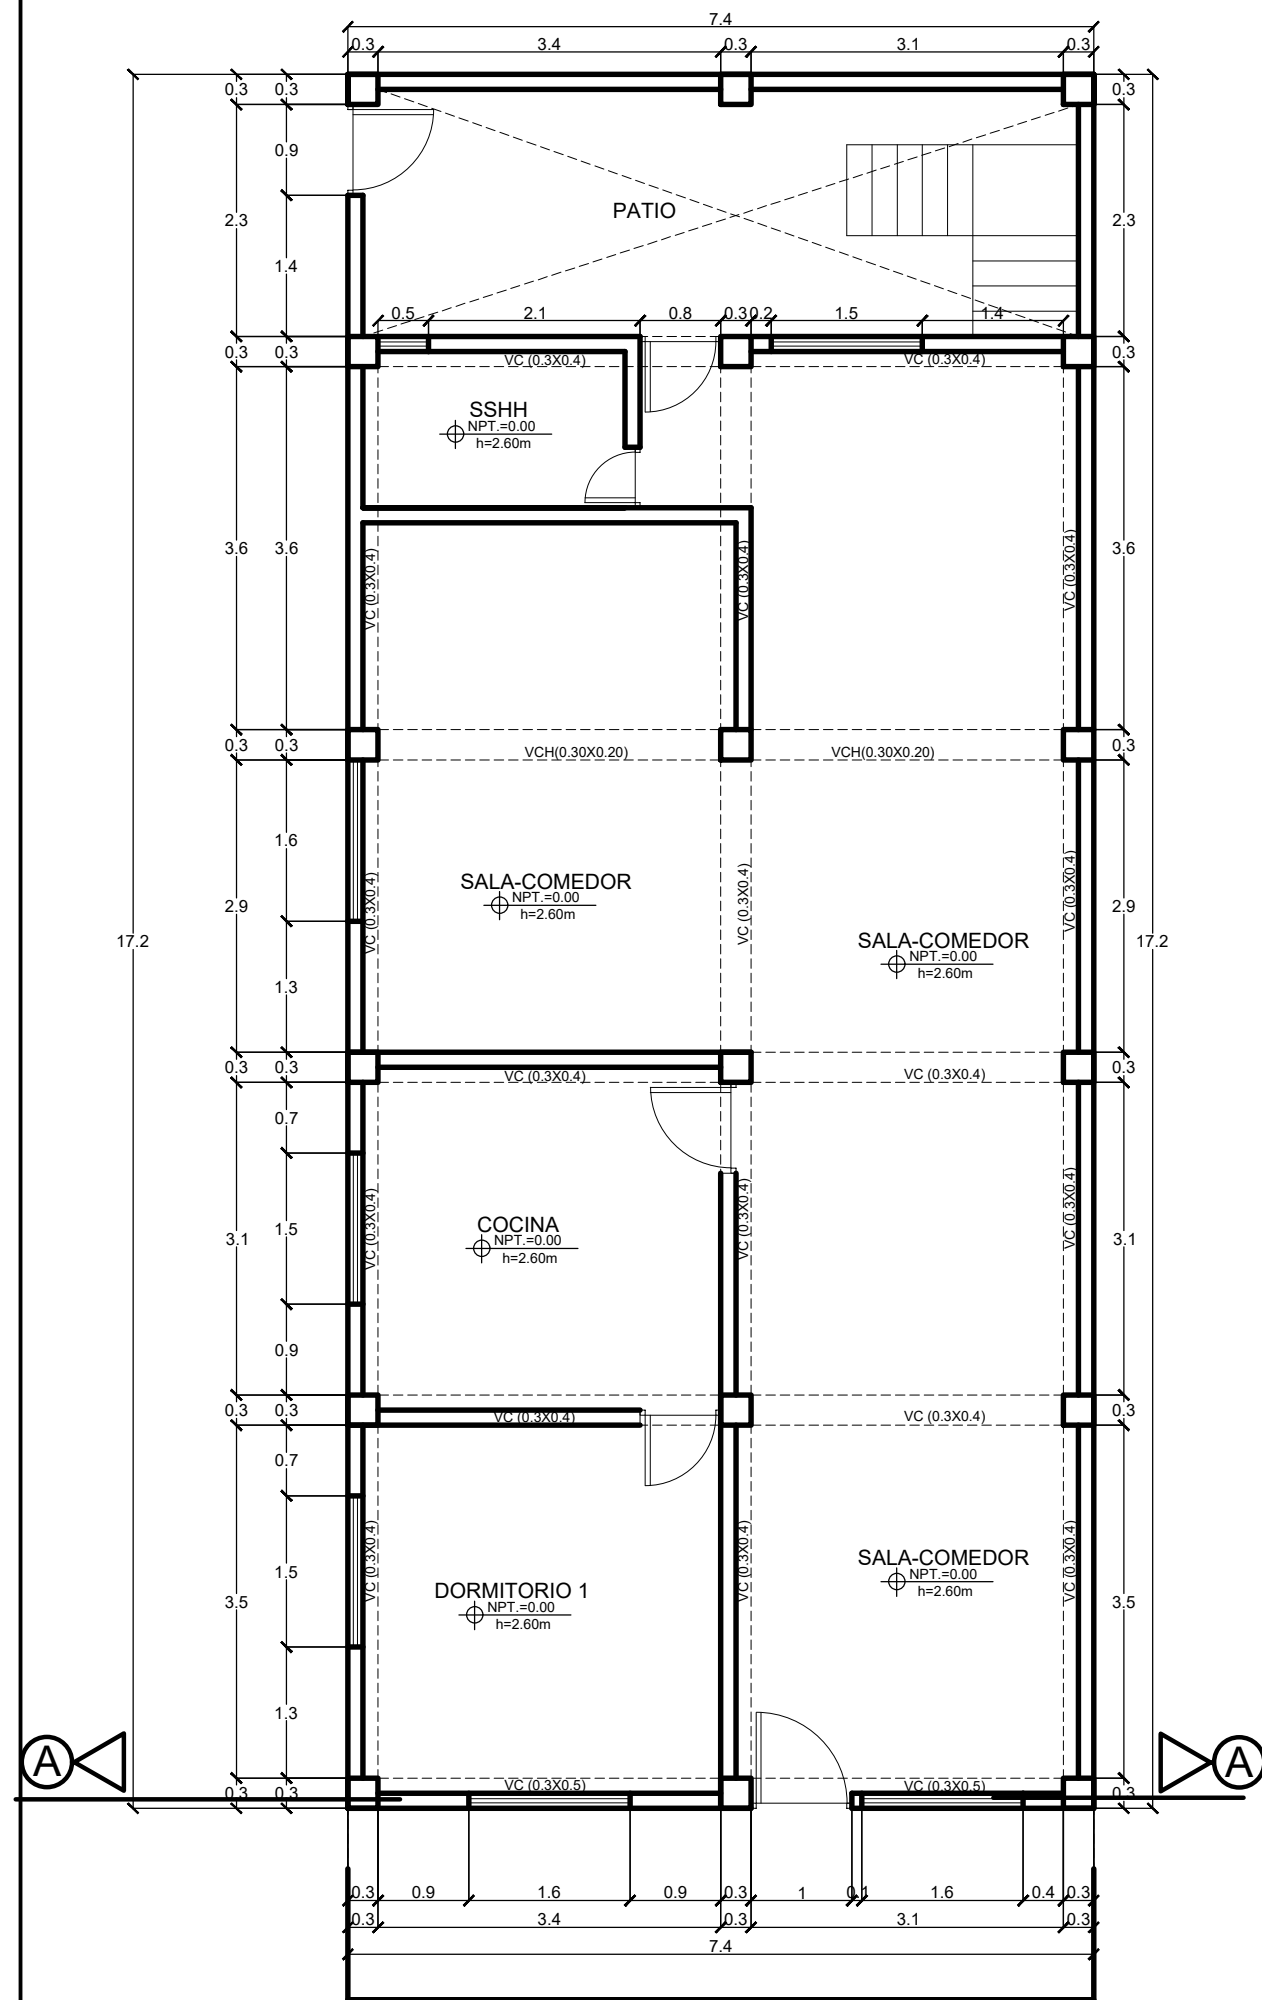 7.4
0.3 3.4 0.3 3.1 0.3
0.3 0.3 0.3
0.9
2.3 PATIO 2.3
1.4
0.5 2.1 0.8 0.3 0.2 1.5 1.4
0.3 0.3 VC (0.3X0.4) VC (0.3X0.4) 0.3
SSHH
NPT.=0.00
h=2.60m
3.6 3.6 3.6
VC (0.3X0.4) VC (0.3X0.4) VC (0.3X0.4)
0.3 0.3 VCH(0.30X0.20) VCH(0.30X0.20) 0.3
1.6
SALA-COMEDOR
NPT.=0.00
h=2.60m
2.9 VC (0.3X0.4) VC (0.3X0.4) VC (0.3X0.4) 2.9
17.2 17.2
SALA-COMEDOR
NPT.=0.00
h=2.60m
1.3
0.3 0.3 VC (0.3X0.4) VC (0.3X0.4) 0.3
0.7
COCINA
NPT.=0.00
h=2.60m
3.1 1.5 VC (0.3X0.4) VC (0.3X0.4) VC (0.3X0.4) 3.1
0.9
0.3 0.3 VC (0.3X0.4) VC (0.3X0.4) 0.3
0.7
SALA-COMEDOR
NPT.=0.00
h=2.60m
1.5 VC (0.3X0.4) VC (0.3X0.4) VC (0.3X0.4)
DORMITORIO 1
NPT.=0.00
h=2.60m
3.5 3.5
1.3
A A
0.3 0.3 VC (0.3X0.5) VC (0.3X0.5) 0.3
0.3 0.9 1.6 0.9 0.3 1 0.1 1.6 0.4 0.3
0.3 3.4 0.3 3.1 0.3
7.4